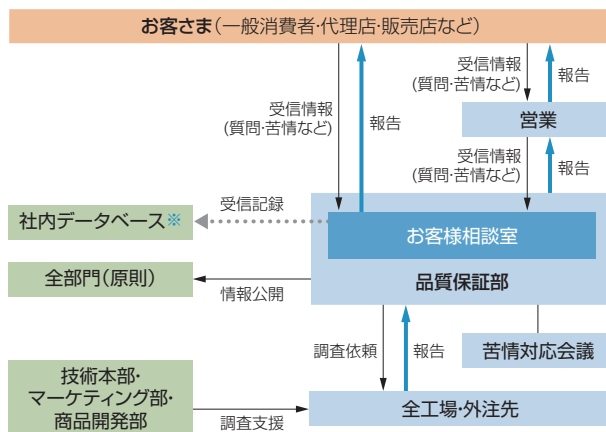 お客さま(一般消費者･代理店･販売店など)
受信情報
(質問･苦情など)
報告
受信情報
(質問･苦情など)
報告
営業
受信情報
(質問･苦情など)
報告
受信記録
社内データベース※
お客様相談室
全部門(原則)
情報公開
品質保証部
調査依頼
報告
苦情対応会議
技術本部･
マーケティング部･
商品開発部
調査支援
全工場･外注先